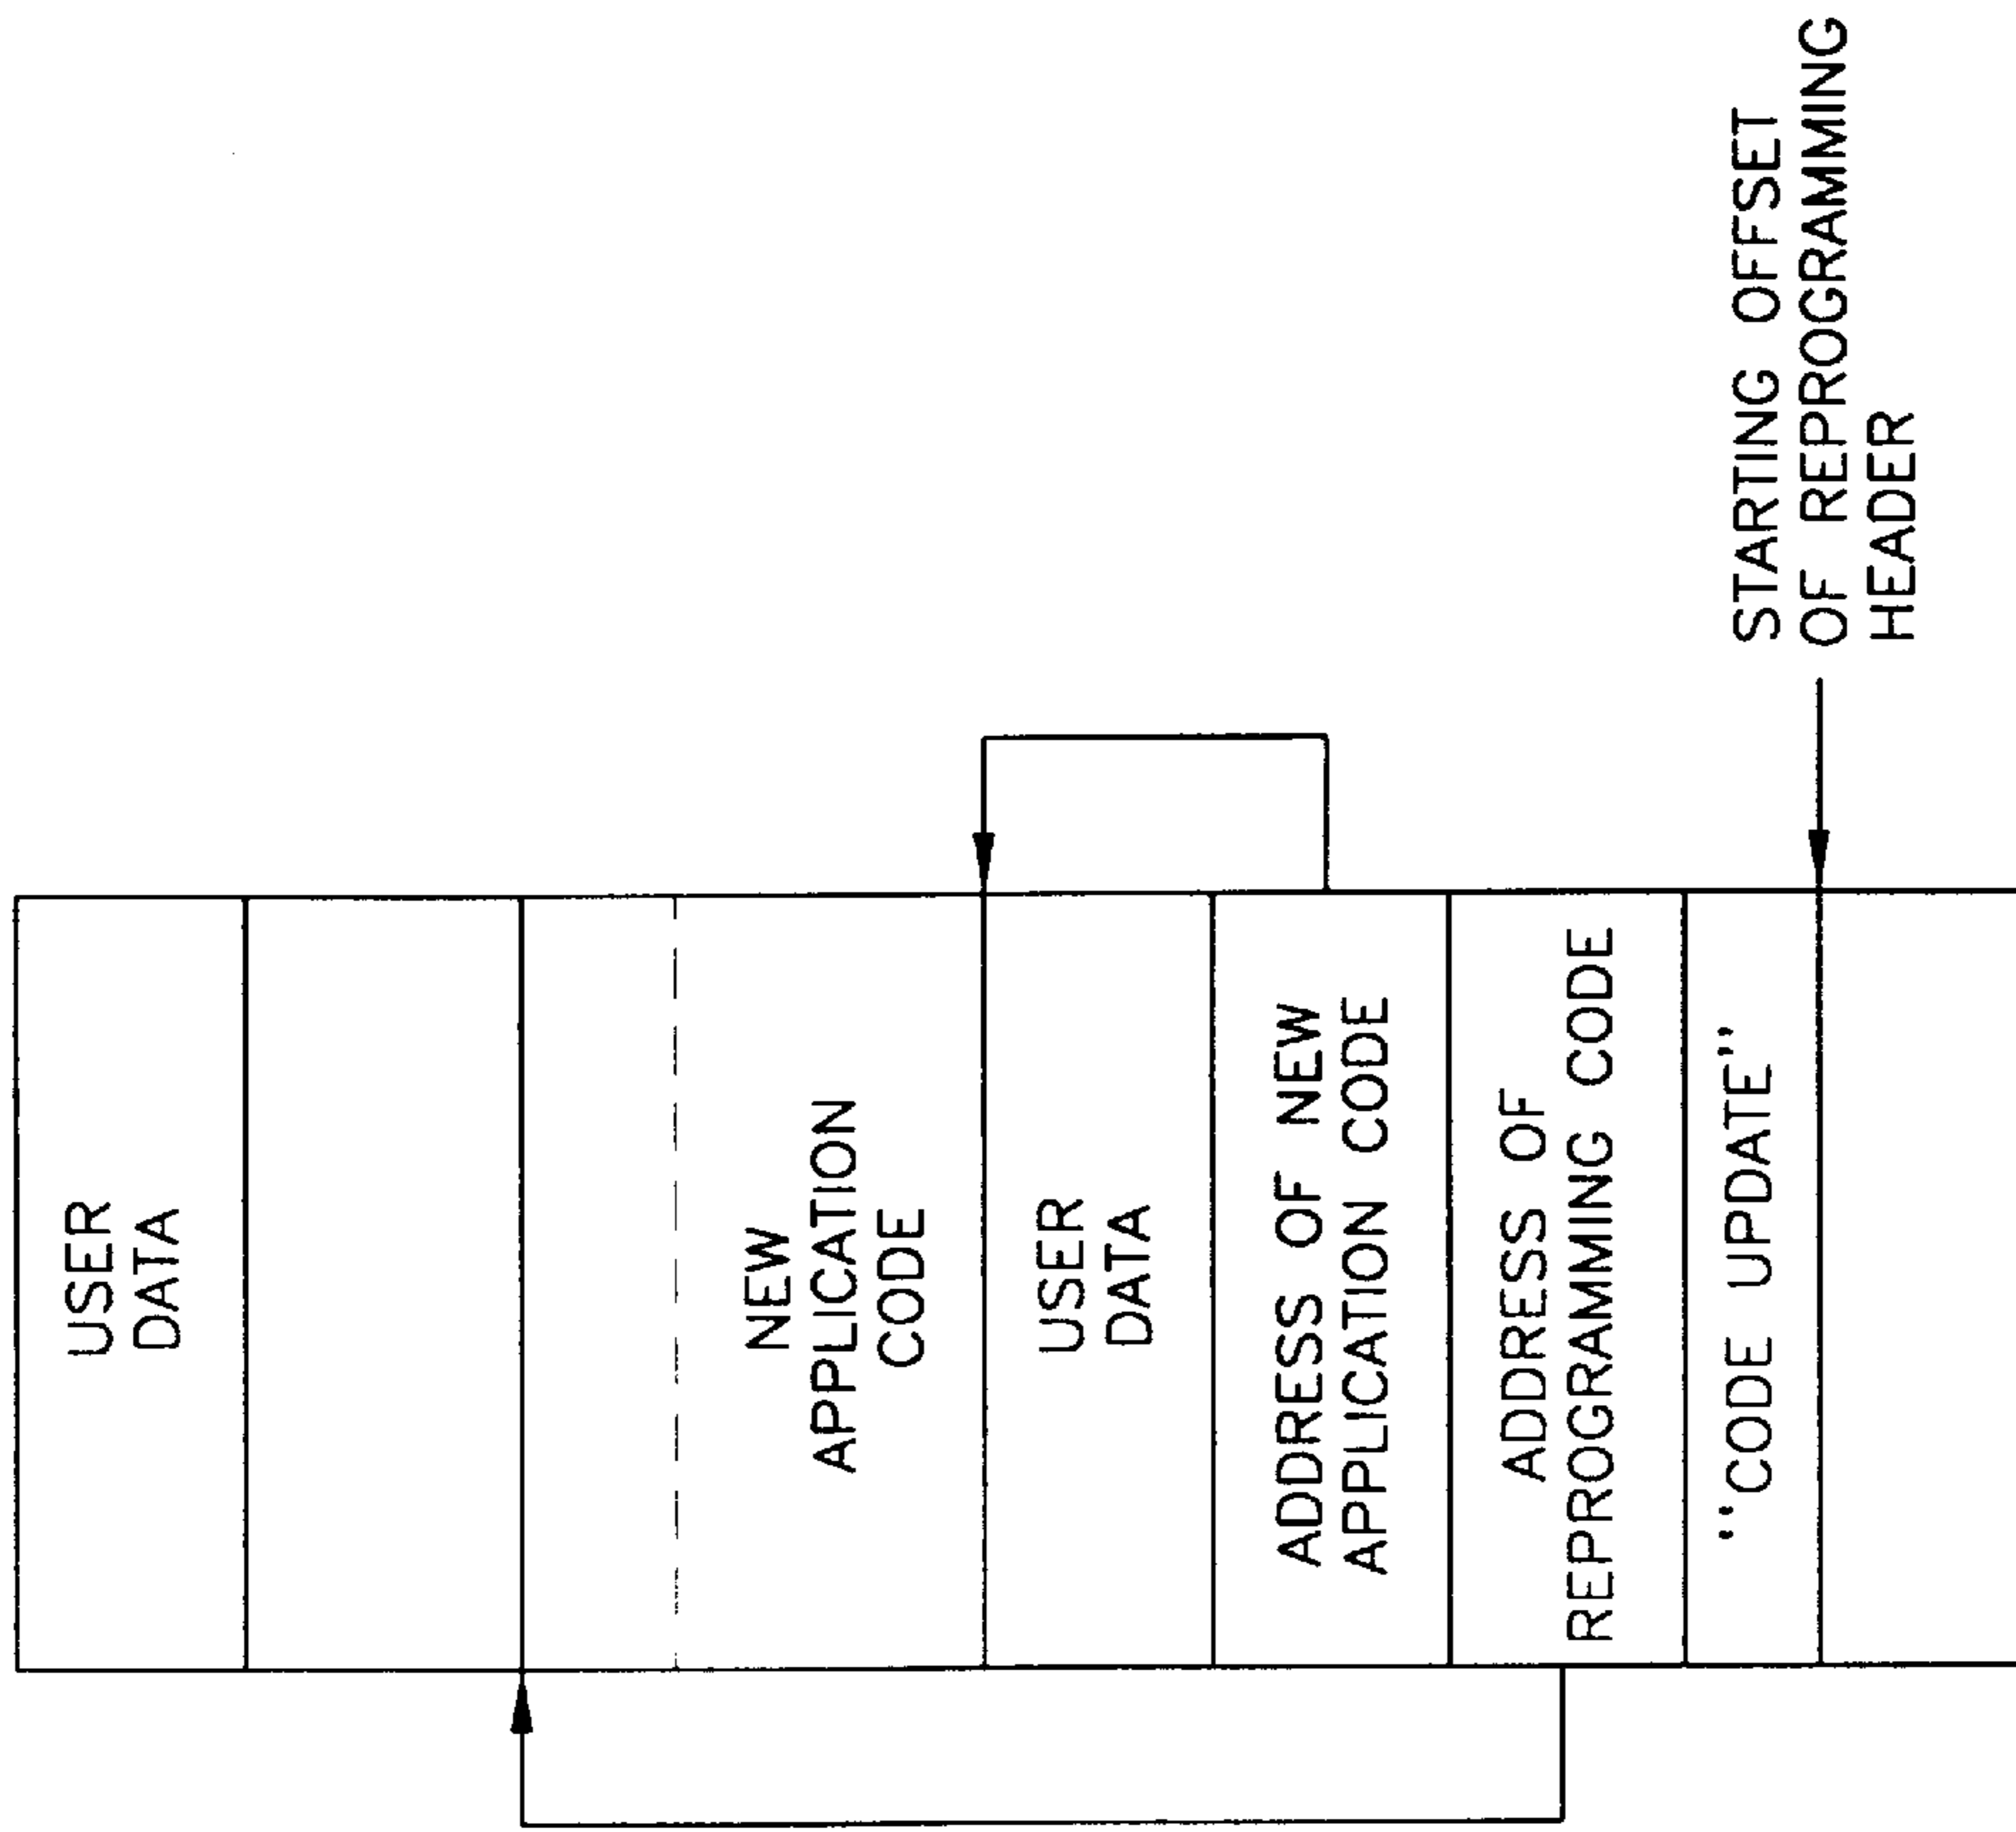 USER
DATA
NEW
APPLICATION
CODE
USER
DATA
ADDRESS OF NEW
APPLICATION CODE
ADDRESS OF
REPROGRAMMING CODE
"CODE UPDATE"
STARTING OFFSET
OF REPROGRAMMING
HEADER